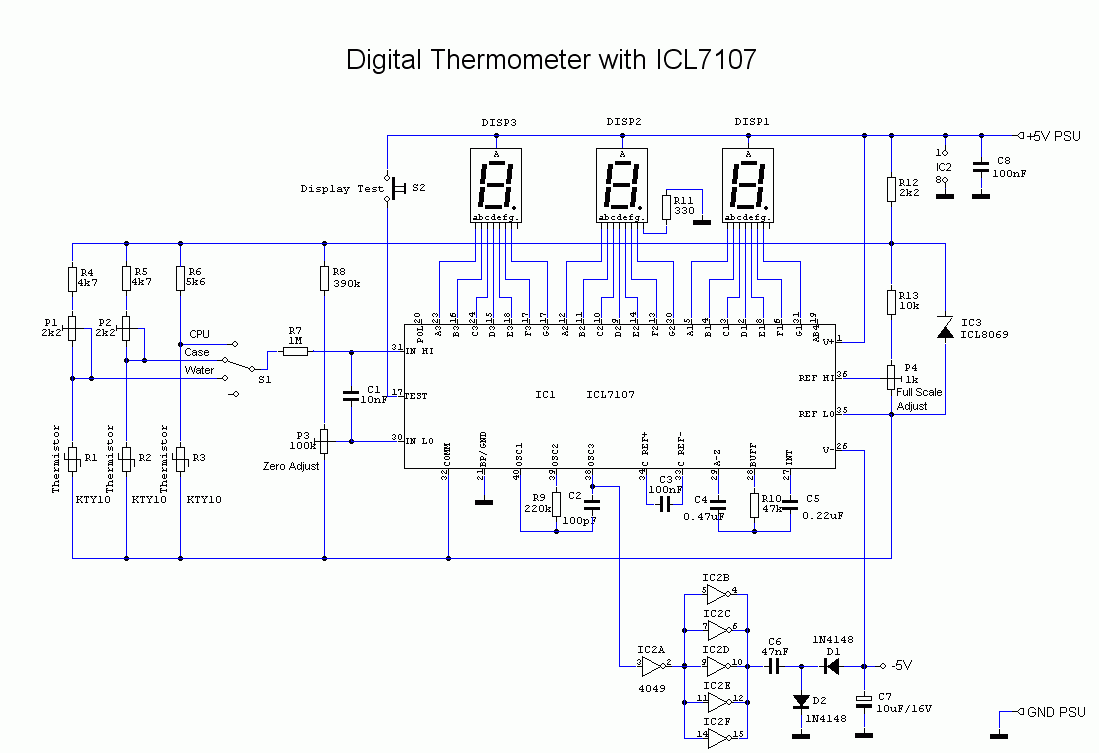 Digital Thermometer with ICL7107
DISP3
DISP2
DISP1
+5V PSU
A
A
A
abcdefg.
abcdefg.
abcdefg.
Display Test
S2
R11
330
R12
2k2
1
IC2
8
C8
100nF
R4
4k7
R5
4k7
R6
5k6
R8
390k
R13
10k
P1
2k2
P2
2k2
CPU
Case
Water
S1
R7
1M
C1
10nF
IC3
ICL8069
P4
1k
Full Scale
Adjust
20 23 16 24 15 18 17 22 12 11 10 9 14 13 25 5 4 3 2 8 6 7 19
POL A3 B3 C3 D3 E3 F3 G3 A2 B2 C2 D2 E2 F2 G2 A1 B1 C1 D1 E1 F1 G1 AB4
V+ 1
31 IN HI
REF HI 36
17 TEST
IC1 ICL7107
REF LO 35
30 IN LO
V- 26
COMM BP/GND OSC1 OSC2 OSC3 C REF+ C REF- A-Z BUFF INT
32 21 40 39 38 34 33 29 28 27
P3
100k
Zero Adjust
Thermistor
R1
KTY10
Thermistor
R2
KTY10
Thermistor
R3
KTY10
R9
220k
C2
100pF
C3
100nF
C4
0.47uF
R10
47k
C5
0.22uF
IC2B
5 4
IC2C
7 6
IC2A
3 2
4049
IC2D
9 10
IC2E
11 12
IC2F
14 15
C6
47nF
1N4148
D1
-5V
D2
1N4148
C7
10uF/16V
GND PSU